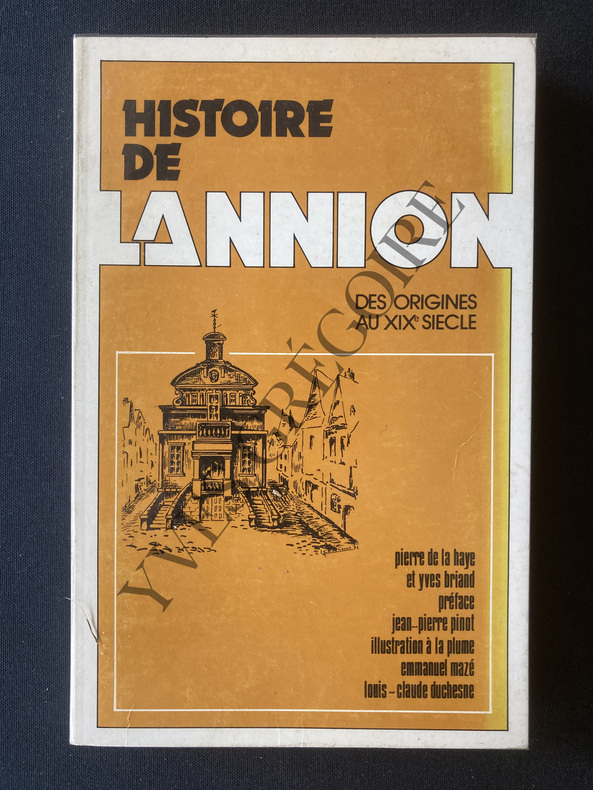 HISTOIRE
DE
LANNION
DES ORIGINES
AU XIXe SIECLE
pierre de la haye
et yves briand
préface
jean-pierre pinot
illustration à la plume
emmanuel mazé
louis-claude duchesne
YVES GRÉGOIRE